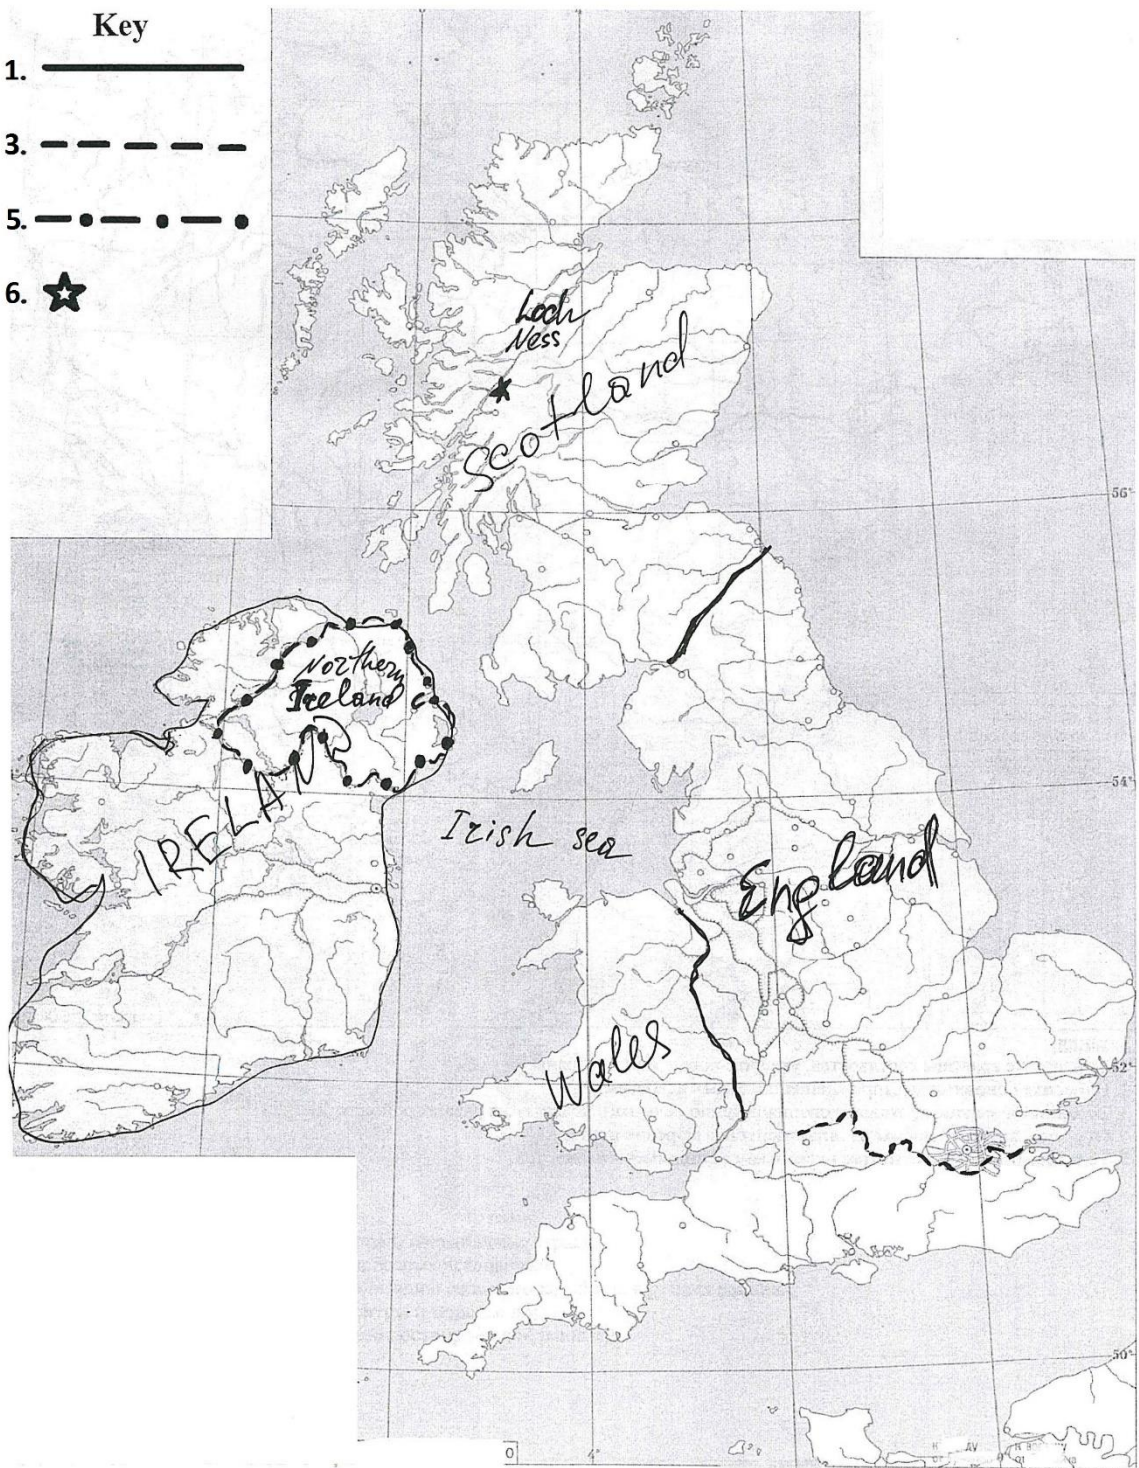 Key
1.
3.
5.
6.
Loch
Ness
Scotland
56°
Northern
Ireland
IRELAND
54°
Irish sea
England
Wales
52°
50°
0
4°